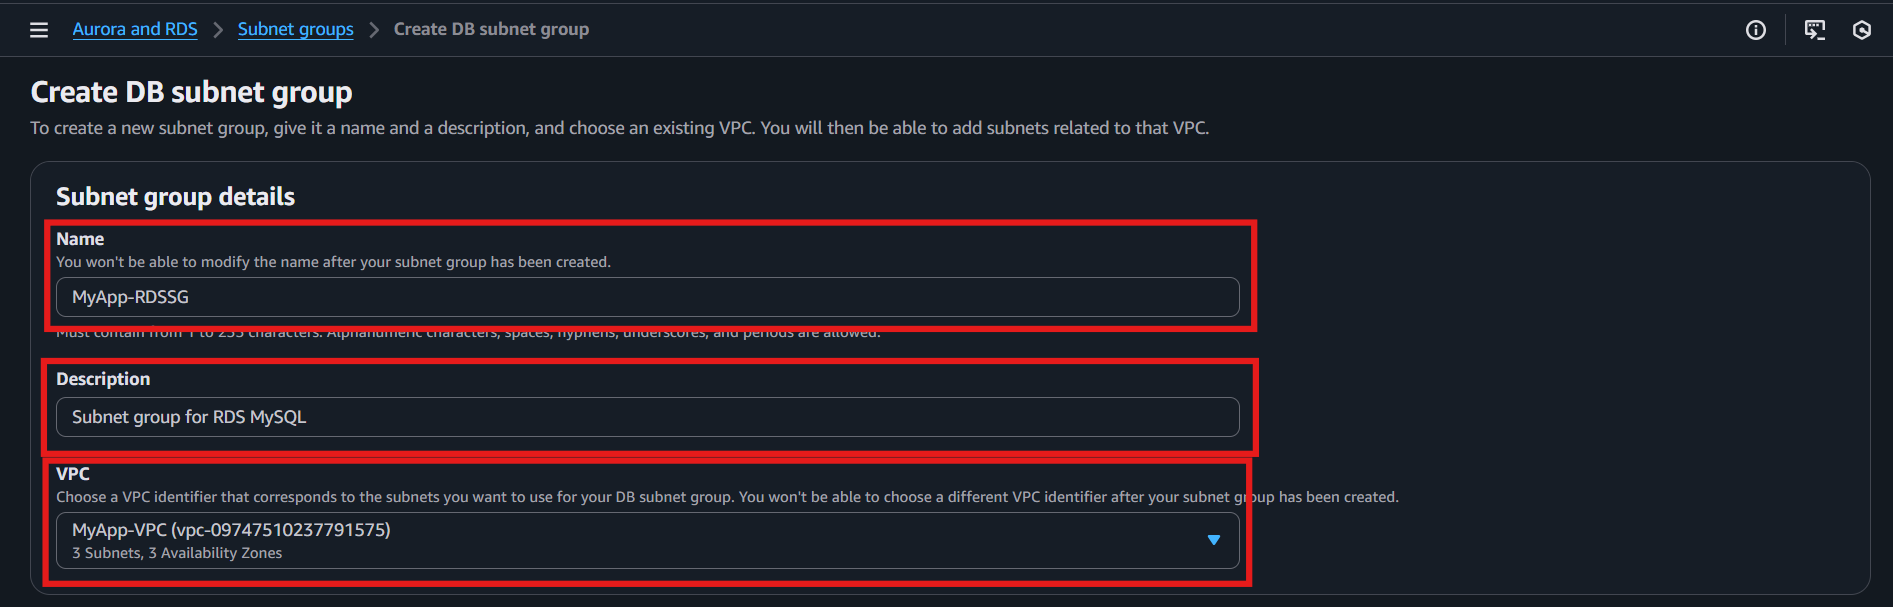 Aurora and RDS > Subnet groups > Create DB subnet group
Create DB subnet group
To create a new subnet group, give it a name and a description, and choose an existing VPC. You will then be able to add subnets related to that VPC.
Subnet group details
Name
You won't be able to modify the name after your subnet group has been created.
MyApp-RDSSG
Must contain from 1 to 255 characters. Alphanumeric characters, spaces, hyphens, underscores, and periods are allowed.
Description
Subnet group for RDS MySQL
VPC
Choose a VPC identifier that corresponds to the subnets you want to use for your DB subnet group. You won't be able to choose a different VPC identifier after your subnet group has been created.
MyApp-VPC (vpc-09747510237791575)
3 Subnets, 3 Availability Zones